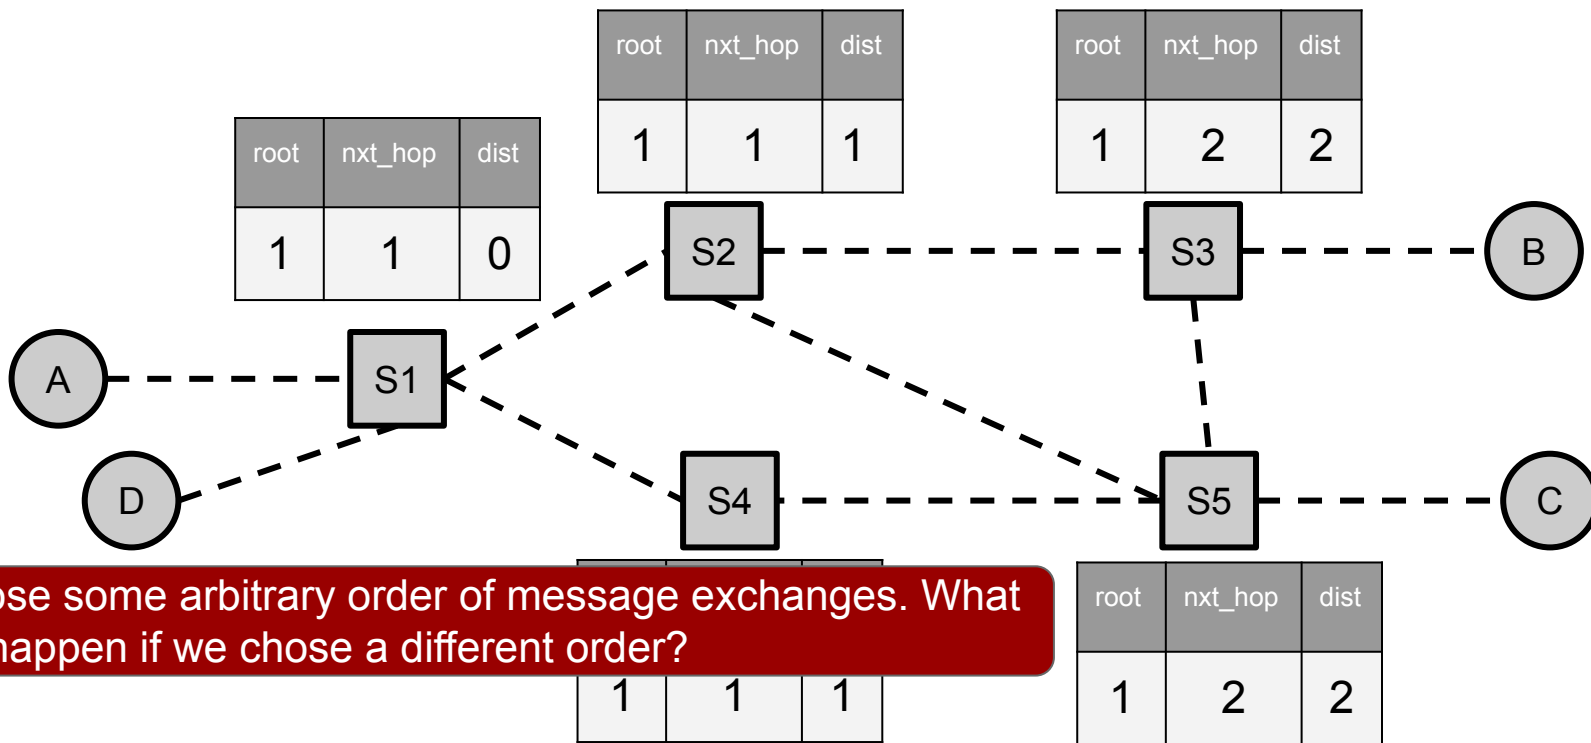 root nxt_hop dist
1 1 1
root nxt_hop dist
1 2 2
root nxt_hop dist
1 1 0
S2
S3
B
A
S1
D
S4
S5
C
some arbitrary order of message exchanges. What
happen if we chose a different order?
1 1 1
root nxt_hop dist
1 2 2